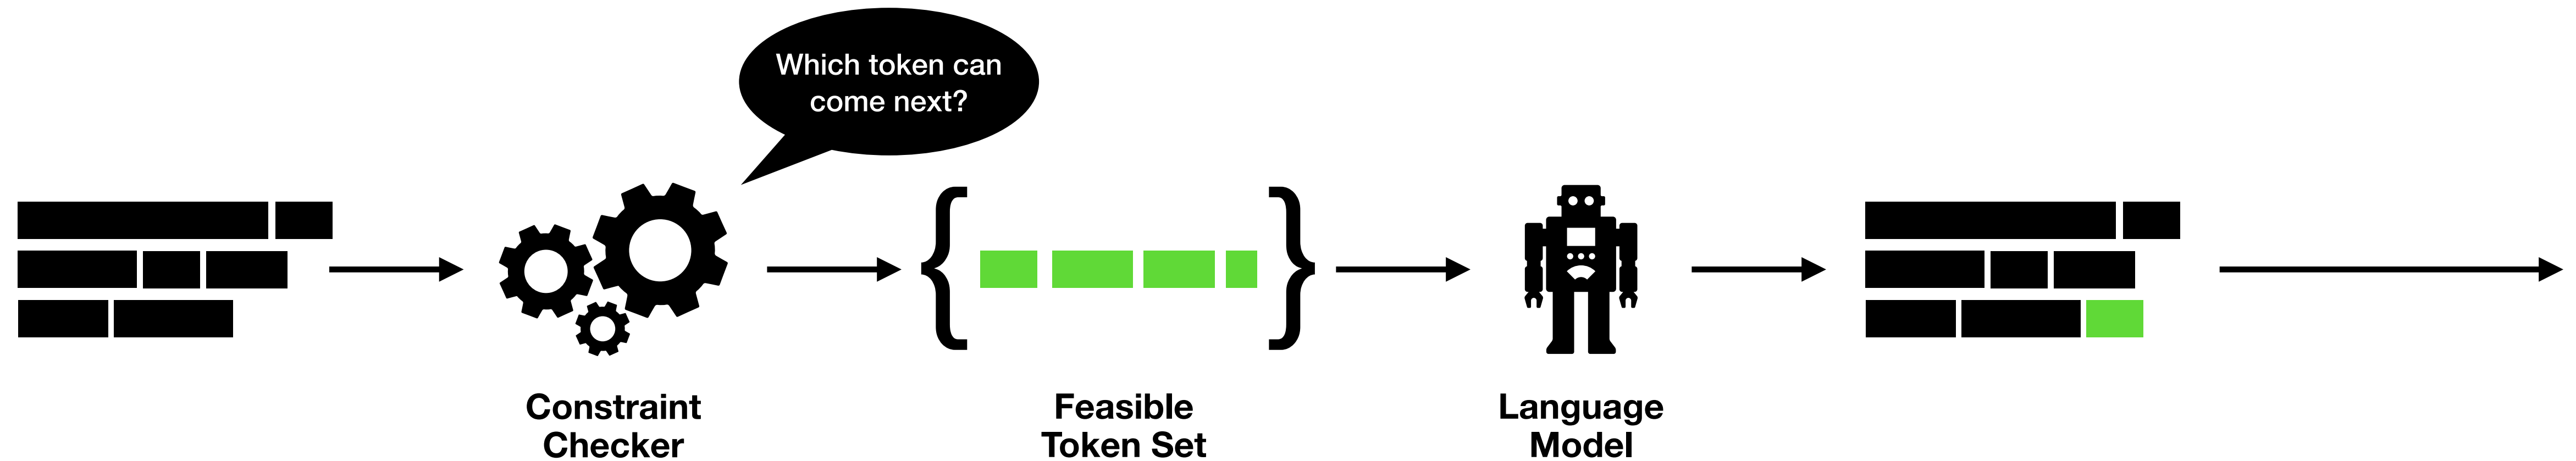 Which token can
come next?
Constraint
Checker
Feasible
Token Set
Language
Model